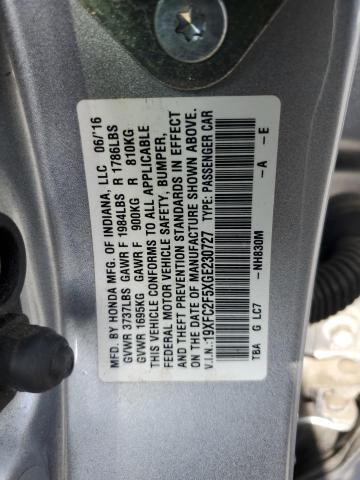 MFD. BY HONDA MFG. OF INDIANA, LLC 06/'16
GVWR 3737LBS GAWR F 1984LBS R 1786LBS
GVWR 1695KG GAWR F 900KG R 810KG
THIS VEHICLE CONFORMS TO ALL APPLICABLE
FEDERAL MOTOR VEHICLE SAFETY, BUMPER,
AND THEFT PREVENTION STANDARDS IN EFFECT
ON THE DATE OF MANUFACTURE SHOWN ABOVE.
V.I.N.:19XFC2F5XGE230727 TYPE: PASSENGER CAR
-NH830M -A -E
TBA G LC7